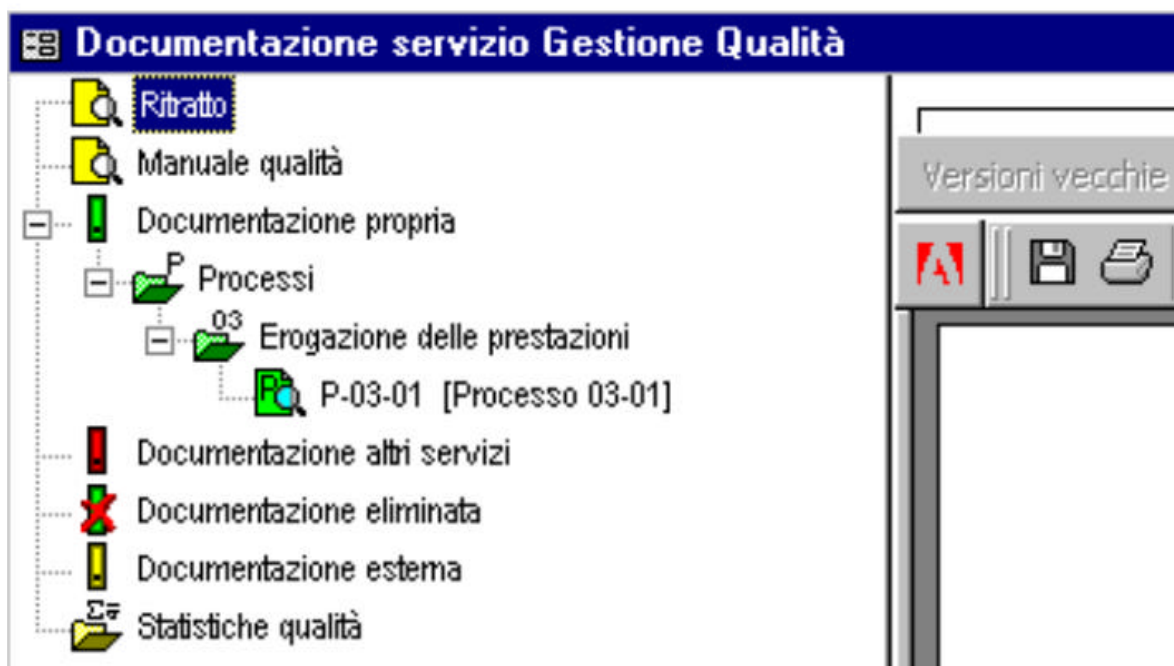 Documentazione servizio Gestione Qualità
Ritratto
Manuale qualità
Documentazione propria
P
Processi
03
Erogazione delle prestazioni
P-03-01 [Processo 03-01]
Documentazione altri servizi
Documentazione eliminata
Documentazione esterna
Statistiche qualità
Versioni vecchie